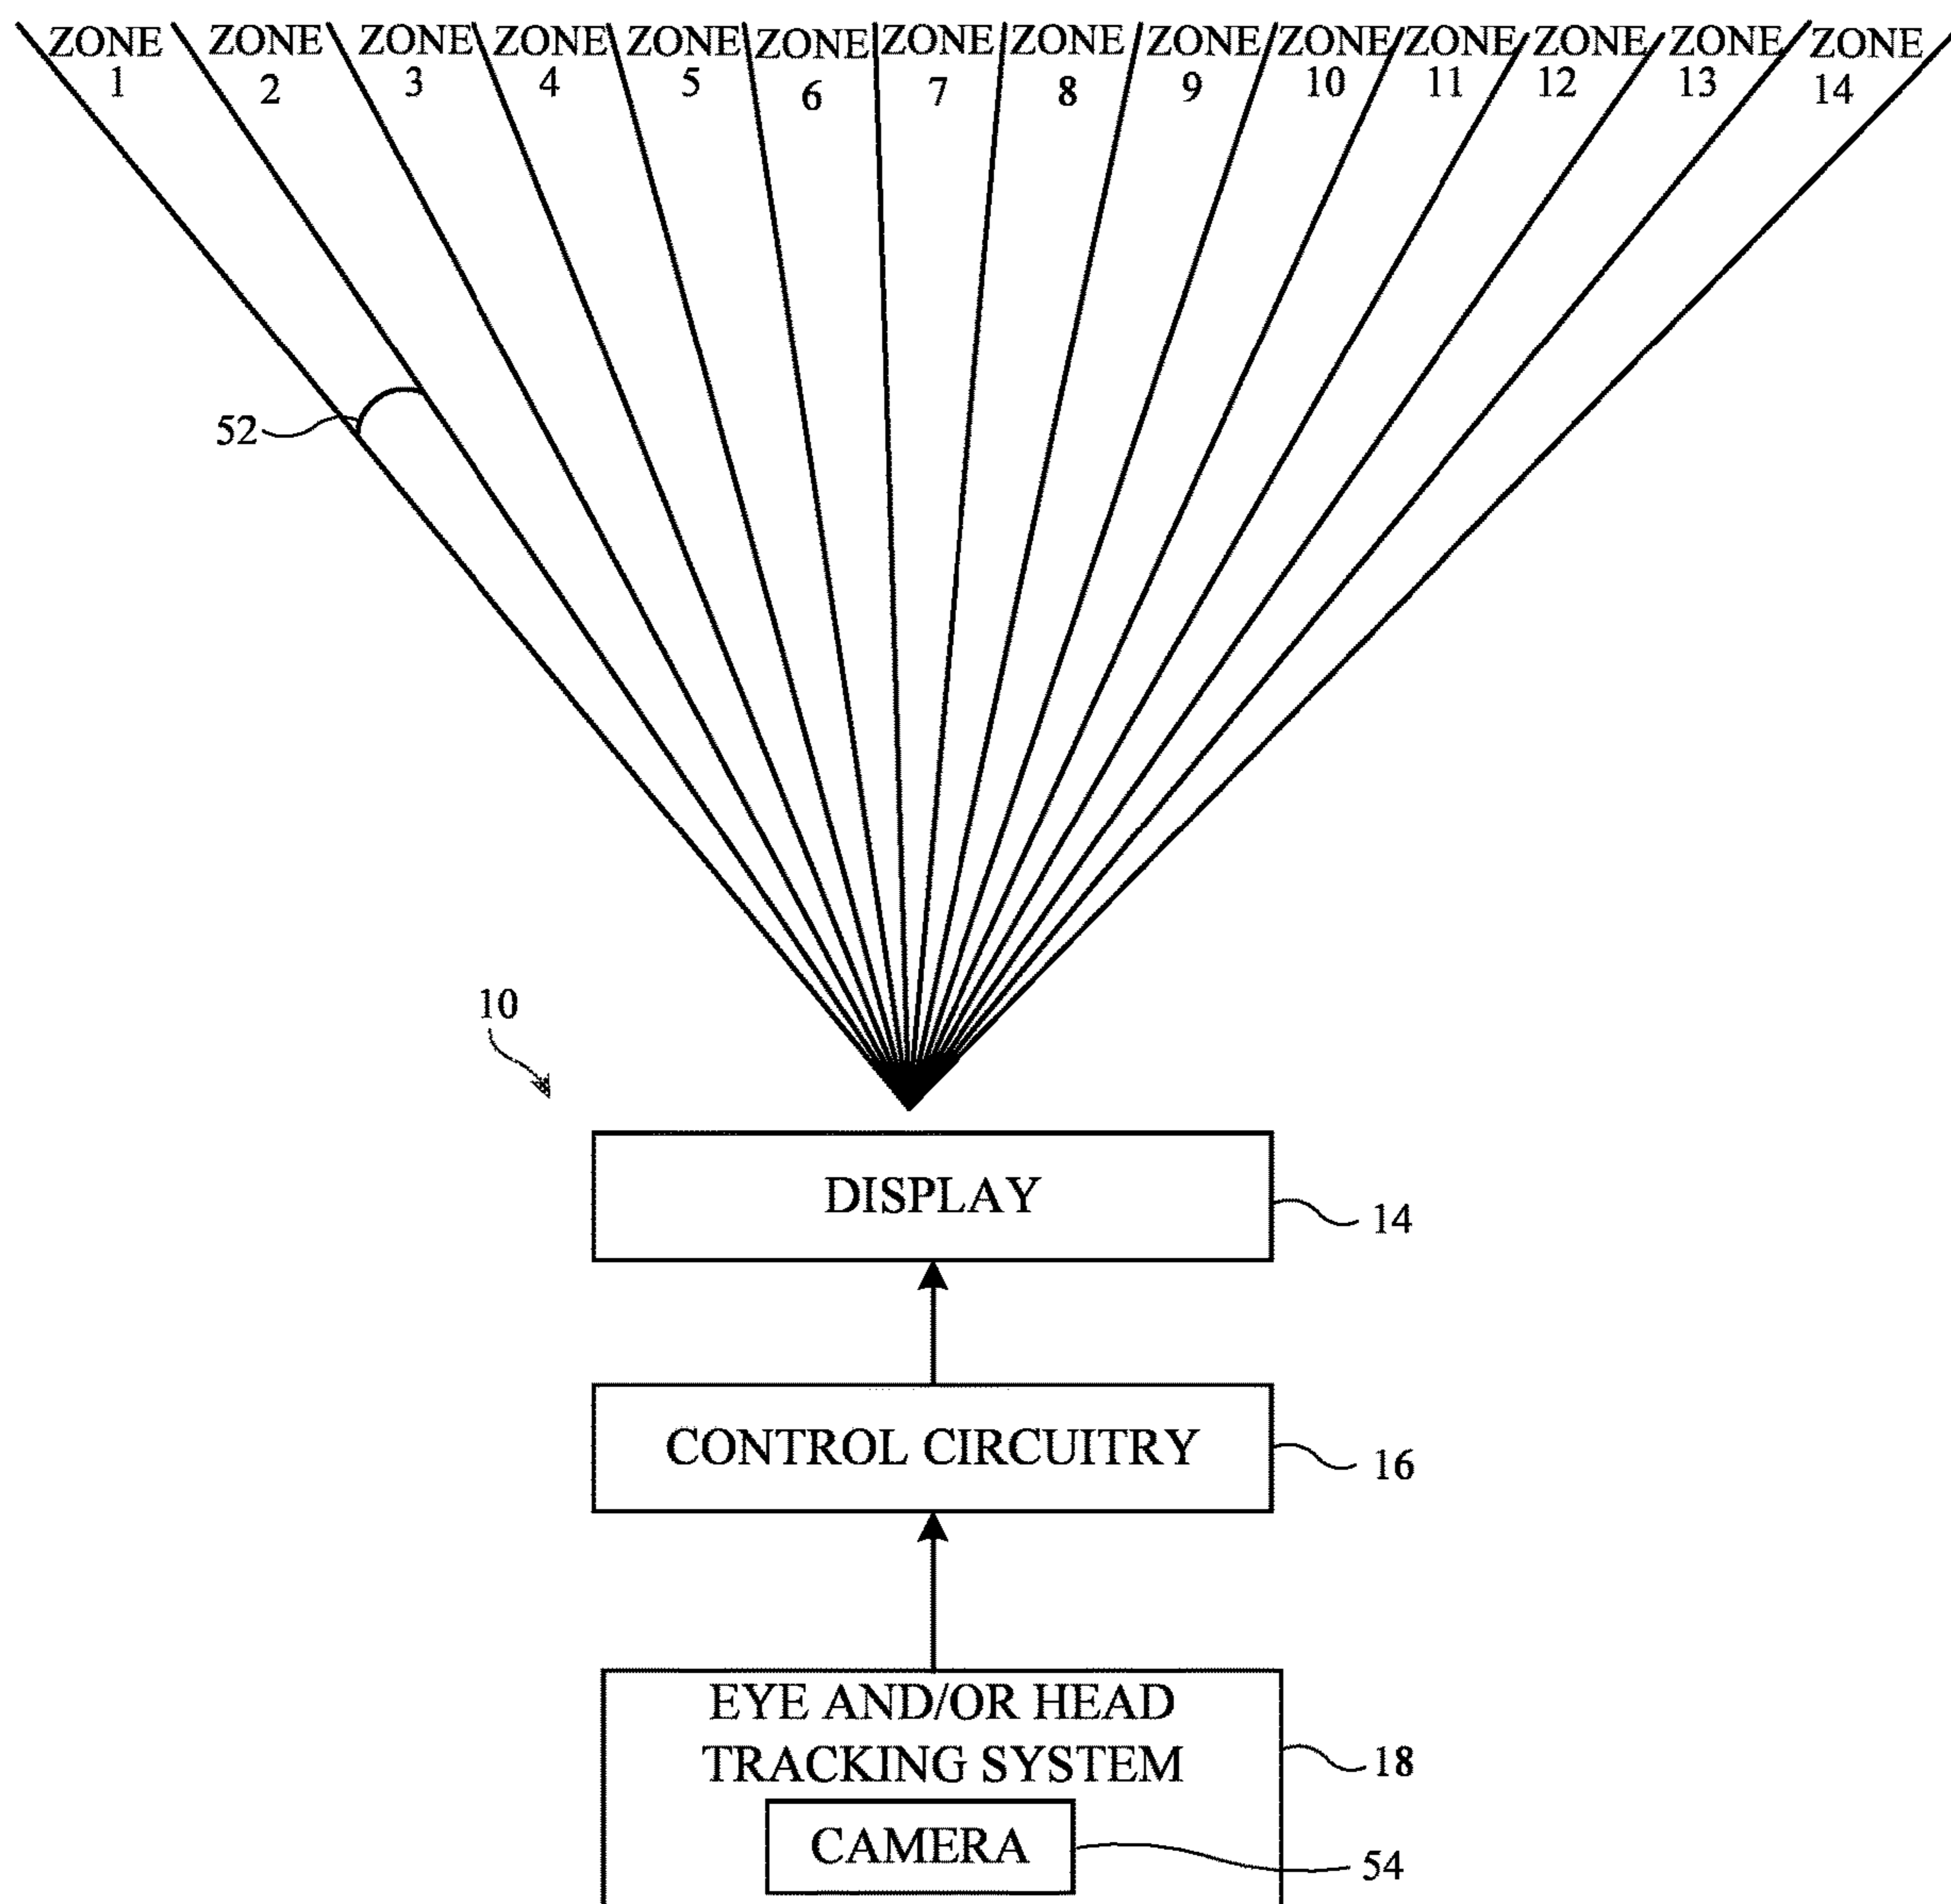 ZONE ZONE ZONE ZONE ZONE ZONE ZONE ZONE ZONE ZONE ZONE ZONE ZONE ZONE
1 2 3 4 5 6 7 8 9 10 11 12 13 14
52
10
DISPLAY
14
CONTROL CIRCUITRY
16
EYE AND/OR HEAD
TRACKING SYSTEM
18
CAMERA
54